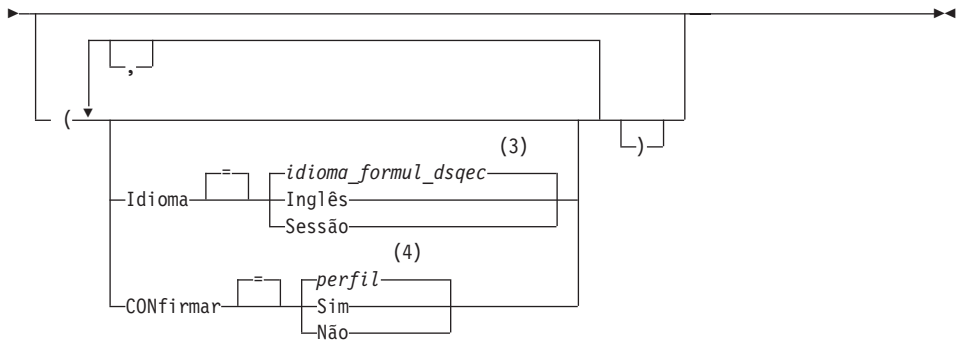 ,
(
)
(3)
Idioma = idioma_formul_dsqec
Inglês
Sessão
(4)
CONfirmar = perfil
Sim
Não